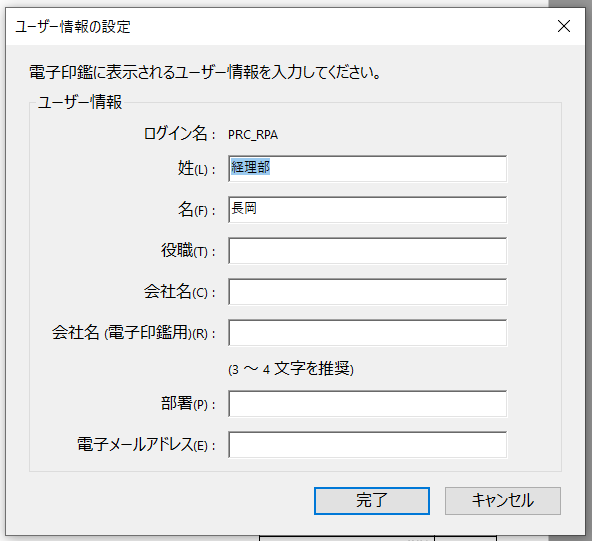 ユーザー情報の設定
電子印鑑に表示されるユーザー情報を入力してください。
ユーザー情報
ログイン名： PRC_RPA
姓(L)： 経理部
名(F)： 長岡
役職(T)：
会社名(C)：
会社名 (電子印鑑用)(R)：
(3 ～ 4 文字を推奨)
部署(P)：
電子メールアドレス(E)：
完了 キャンセル